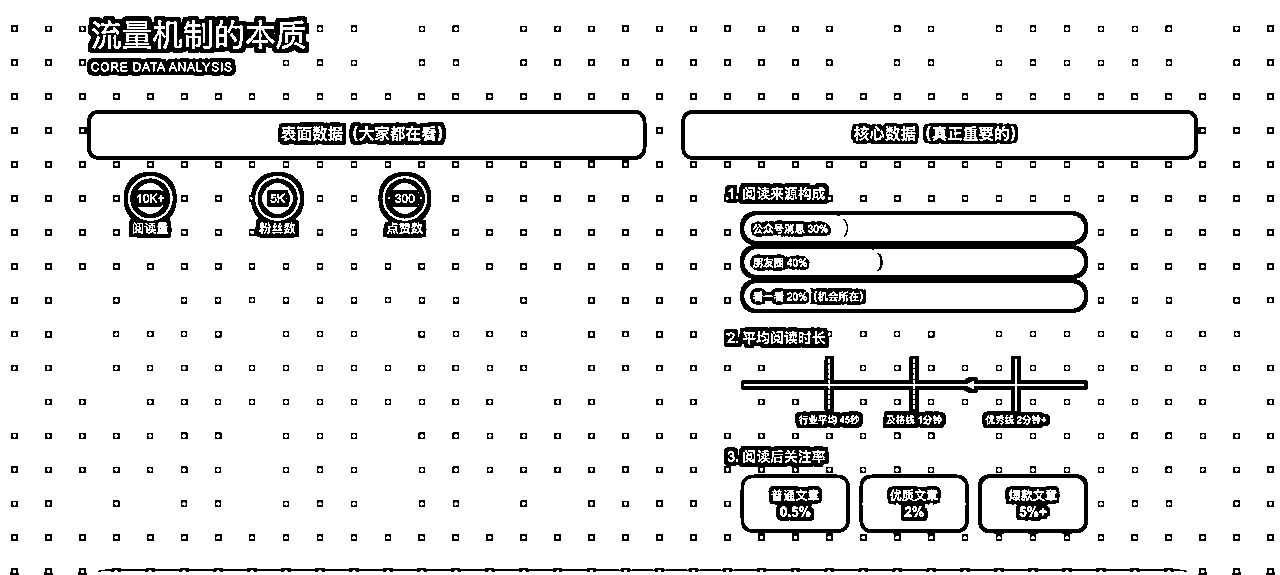 流量机制的本质
CORE DATA ANALYSIS
表面数据（大家都在看）
10K+
阅读量
5K
粉丝数
300
点赞数
核心数据（真正重要的）
1. 阅读来源构成
公众号消息 30%
朋友圈 40%
看一看 20%（机会所在）
2. 平均阅读时长
行业平均 45秒
及格线 1分钟
优秀线 2分钟+
3. 阅读后关注率
普通文章
0.5%
优质文章
2%
爆款文章
5%+